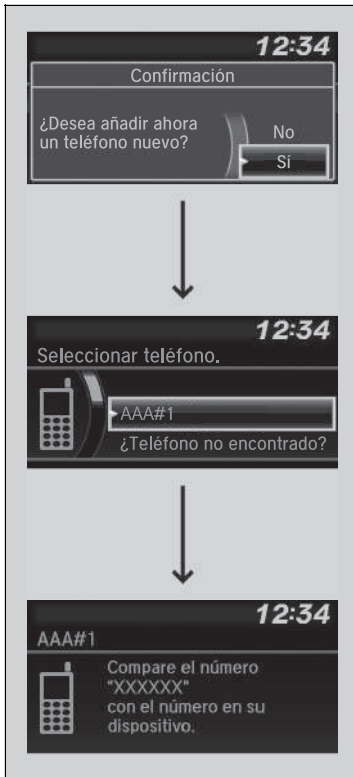 12:34
Confirmación
¿Desea añadir ahora
un teléfono nuevo?
No
Sí
12:34
Seleccionar teléfono.
AAA#1
¿Teléfono no encontrado?
12:34
AAA#1
Compare el número
"XXXXXX"
con el número en su
dispositivo.